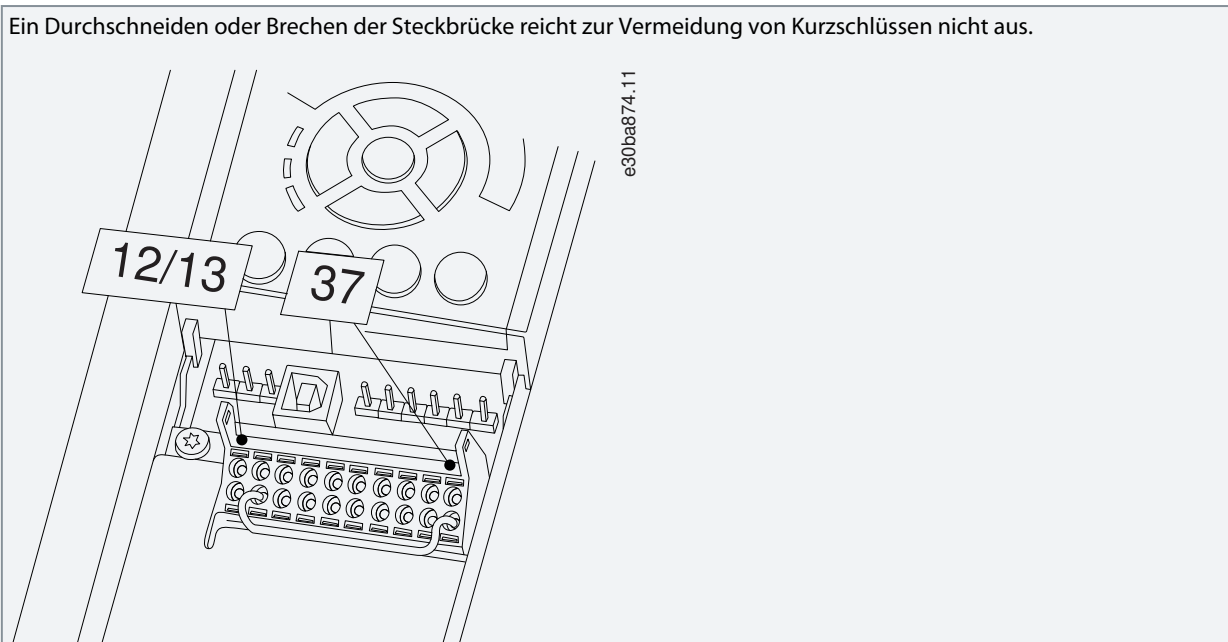 Ein Durchschneiden oder Brechen der Steckbrücke reicht zur Vermeidung von Kurzschlüssen nicht aus.
e30ba874.11
12/13
37